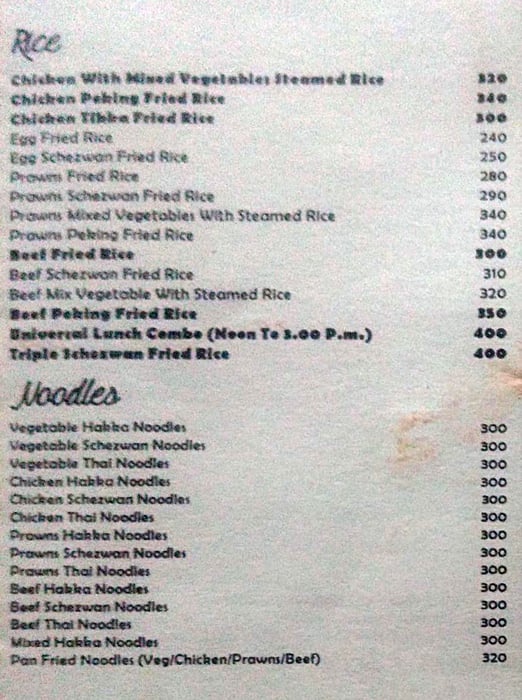 Rice
Chicken With Mixed Vegetables Steamed Rice 320
Chicken Peking Fried Rice 340
Chicken Tikka Fried Rice 300
Egg Fried Rice 240
Egg Schezwan Fried Rice 250
Prawns Fried Rice 280
Prawns Schezwan Fried Rice 290
Prawns Mixed Vegetables With Steamed Rice 340
Prawns Peking Fried Rice 340
Beef Fried Rice 300
Beef Schezwan Fried Rice 310
Beef Mix Vegetable With Steamed Rice 320
Beef Peking Fried Rice 350
Universal Lunch Combo (Noon To 3.00 P.m.) 400
Triple Schezwan Fried Rice 400
Noodles
Vegetable Hakka Noodles 300
Vegetable Schezwan Noodles 300
Vegetable Thai Noodles 300
Chicken Hakka Noodles 300
Chicken Schezwan Noodles 300
Chicken Thai Noodles 300
Prawns Hakka Noodles 300
Prawns Schezwan Noodles 300
Prawns Thai Noodles 300
Beef Hakka Noodles 300
Beef Schezwan Noodles 300
Beef Thai Noodles 300
Mixed Hakka Noodles 300
Pan Fried Noodles (Veg/Chicken/Prawns/Beef) 320